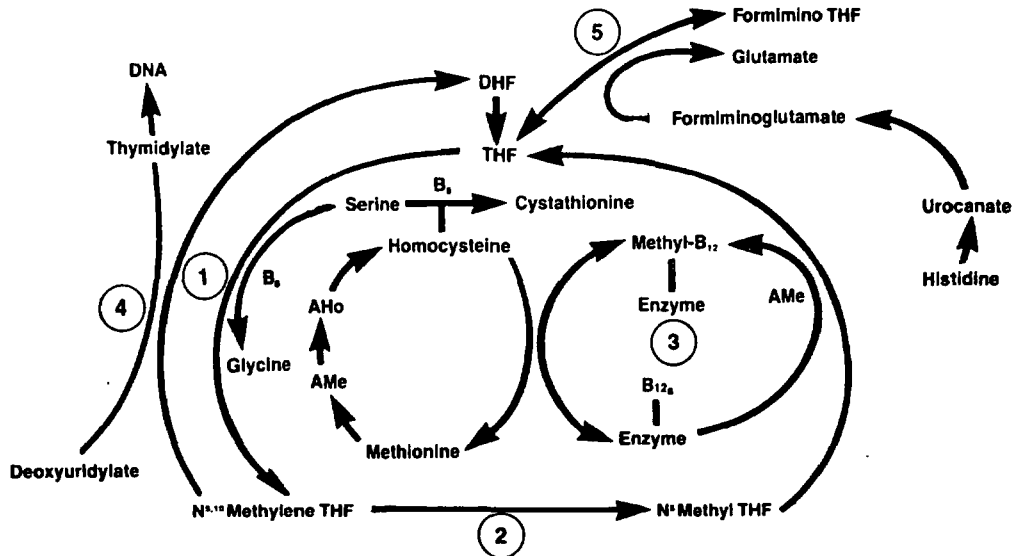 Formimino THF
5
Glutamate
DNA
DHF
Formiminoglutamate
Thymidylate
THF
B₆
Serine
Cystathionine
Urocanate
Homocysteine
Methyl-B₁₂
1
B₆
Histidine
AHo
Enzyme
AMe
4
3
Glycine
AMe
B₁₂ₛ
Methionine
Enzyme
Deoxyuridylate
N⁵·¹⁰ Methylene THF
N⁵ Methyl THF
2